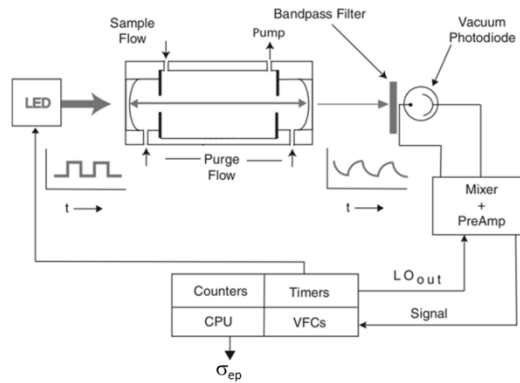 Sample
Flow
Pump
Bandpass Filter
Vacuum
Photodiode
LED
Purge
Flow
t
t
Mixer
+
PreAmp
LOout
Counters
Timers
CPU
VFCs
Signal
σep